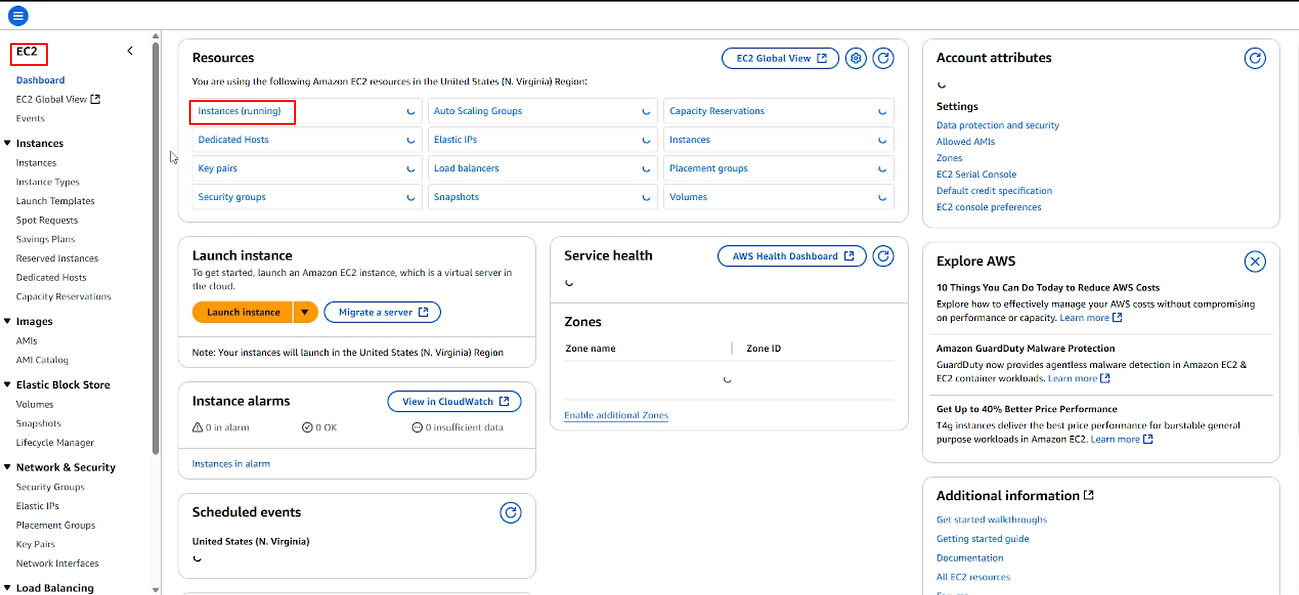 EC2
Dashboard
EC2 Global View
Events
Instances
Instances
Instance Types
Launch Templates
Spot Requests
Savings Plans
Reserved Instances
Dedicated Hosts
Capacity Reservations
Images
AMIs
AMI Catalog
Elastic Block Store
Volumes
Snapshots
Lifecycle Manager
Network & Security
Security Groups
Elastic IPs
Placement Groups
Key Pairs
Network Interfaces
Load Balancing
Resources
EC2 Global View
You are using the following Amazon EC2 resources in the United States (N. Virginia) Region:
Instances (running)
Auto Scaling Groups
Capacity Reservations
Dedicated Hosts
Elastic IPs
Instances
Key pairs
Load balancers
Placement groups
Security groups
Snapshots
Volumes
Launch instance
To get started, launch an Amazon EC2 instance, which is a virtual server in
the cloud.
Launch instance
Migrate a server
Note: Your instances will launch in the United States (N. Virginia) Region
Instance alarms
View in CloudWatch
0 in alarm
0 OK
0 insufficient data
Instances in alarm
Scheduled events
United States (N. Virginia)
Service health
AWS Health Dashboard
Zones
Zone name
Zone ID
Enable additional Zones
Account attributes
Settings
Data protection and security
Allowed AMIs
Zones
EC2 Serial Console
Default credit specification
EC2 console preferences
Explore AWS
10 Things You Can Do Today to Reduce AWS Costs
Explore how to effectively manage your AWS costs without compromising
on performance or capacity. Learn more
Amazon GuardDuty Malware Protection
GuardDuty now provides agentless malware detection in Amazon EC2 &
EC2 container workloads. Learn more
Get Up to 40% Better Price Performance
T4g instances deliver the best price performance for burstable general
purpose workloads in Amazon EC2. Learn more
Additional information
Get started walkthroughs
Getting started guide
Documentation
All EC2 resources